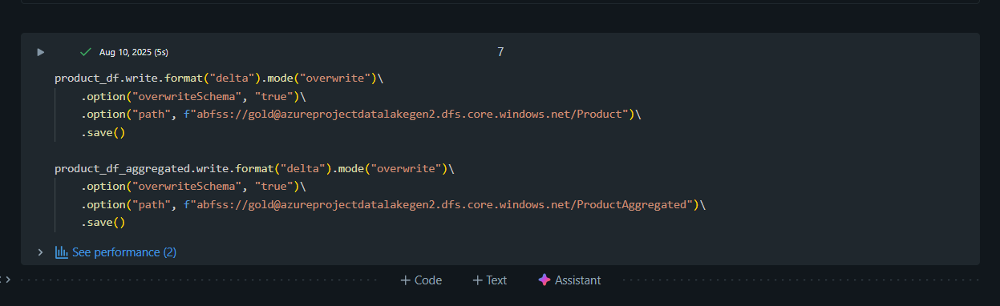 Aug 10, 2025 (5s)
7
product_df.write.format("delta").mode("overwrite")\
.option("overwriteSchema", "true")\
.option("path", f"abfss://gold@azureprojectdatalakegen2.dfs.core.windows.net/Product")\
.save()
product_df_aggregated.write.format("delta").mode("overwrite")\
.option("overwriteSchema", "true")\
.option("path", f"abfss://gold@azureprojectdatalakegen2.dfs.core.windows.net/ProductAggregated")\
.save()
See performance (2)
+ Code + Text Assistant